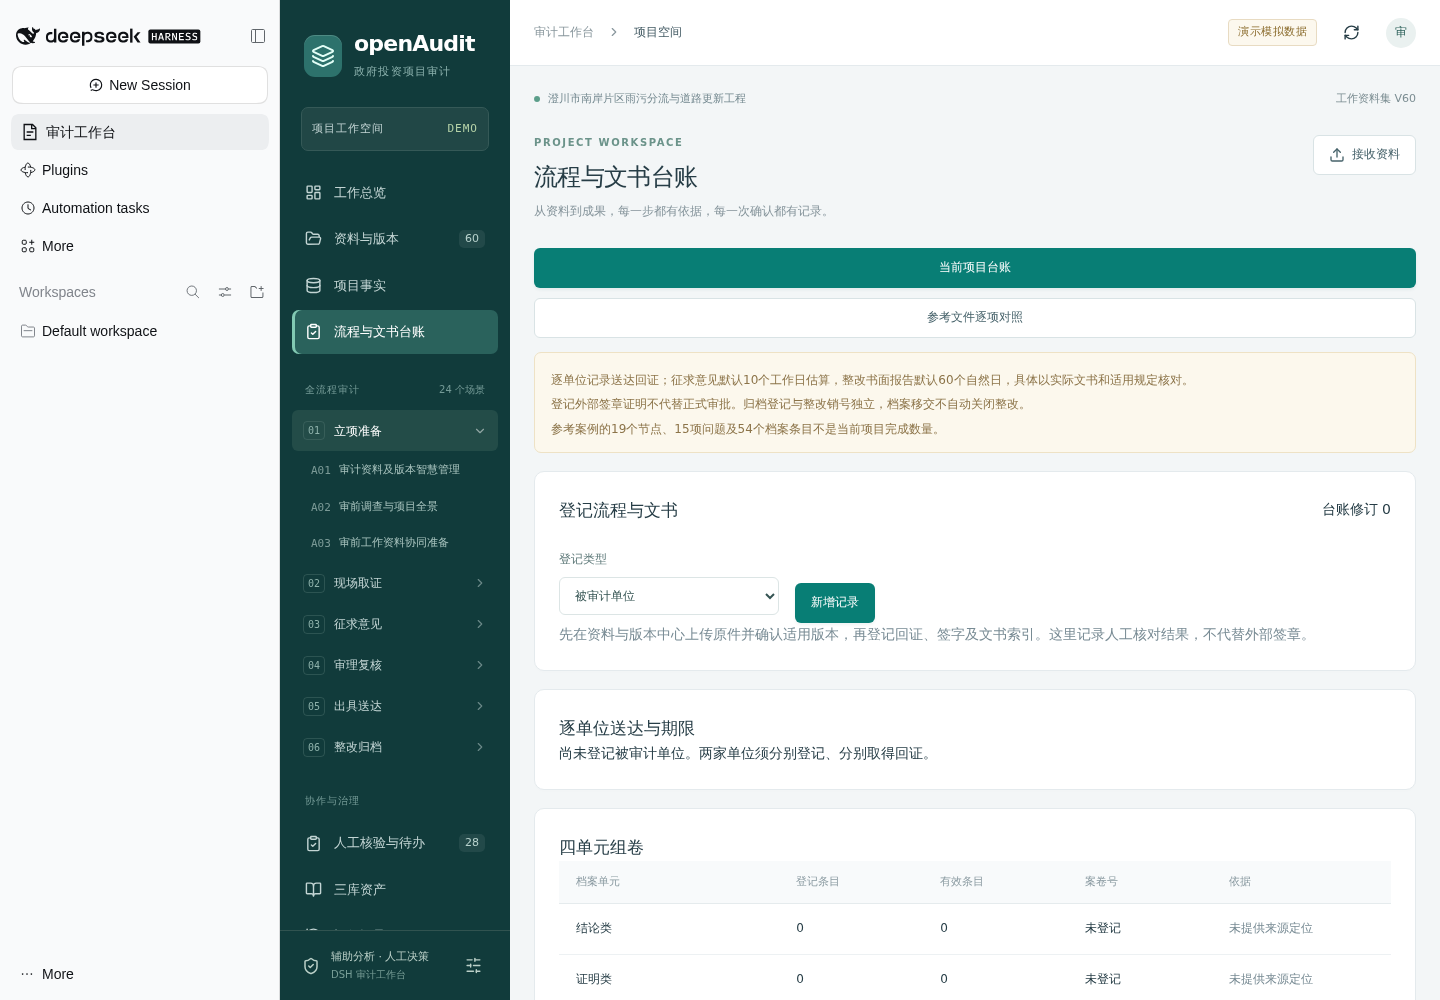 deepseek HARNESS
New Session
审计工作台
Plugins
Automation tasks
More
Workspaces
Default workspace
More
openAudit
政府投资项目审计
项目工作空间 DEMO
工作总览
资料与版本 60
项目事实
流程与文书台账
全流程审计 24 个场景
01 立项准备
A01 审计资料及版本智慧管理
A02 审前调查与项目全景
A03 审前工作资料协同准备
02 现场取证
03 征求意见
04 审理复核
05 出具送达
06 整改归档
协作与治理
人工核验与待办 28
三库资产
辅助分析 · 人工决策
DSH 审计工作台
审计工作台 项目空间
演示模拟数据 审
澄川市南岸片区雨污分流与道路更新工程 工作资料集 V60
PROJECT WORKSPACE
流程与文书台账
从资料到成果，每一步都有依据，每一次确认都有记录。
接收资料
当前项目台账
参考文件逐项对照
逐单位记录送达回证；征求意见默认10个工作日估算，整改书面报告默认60个自然日，具体以实际文书和适用规定核对。
登记外部签章证明不代替正式审批。归档登记与整改销号独立，档案移交不自动关闭整改。
参考案例的19个节点、15项问题及54个档案条目不是当前项目完成数量。
登记流程与文书 台账修订 0
登记类型
被审计单位 新增记录
先在资料与版本中心上传原件并确认适用版本，再登记回证、签字及文书索引。这里记录人工核对结果，不代替外部签章。
逐单位送达与期限
尚未登记被审计单位。两家单位须分别登记、分别取得回证。
四单元组卷
档案单元 登记条目 有效条目 案卷号 依据
结论类 0 0 未登记 未提供来源定位
证明类 0 0 未登记 未提供来源定位